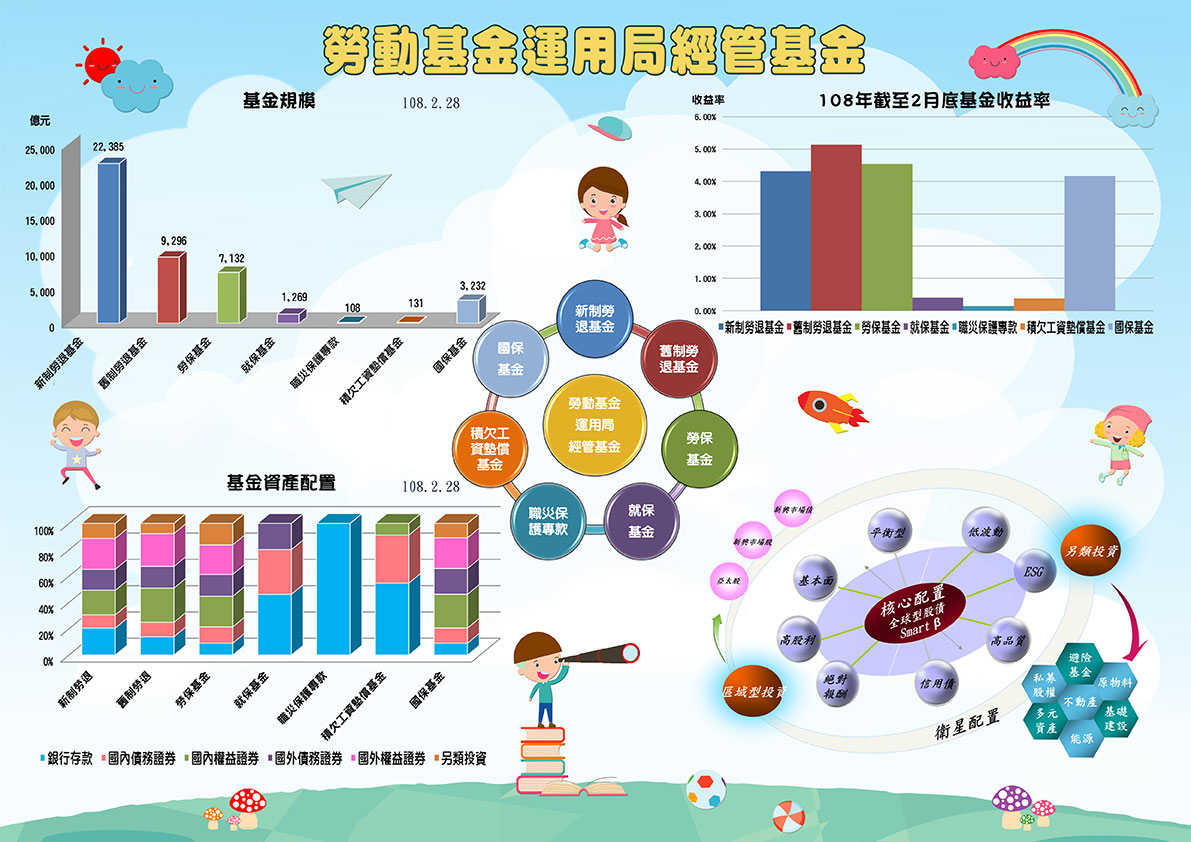 勞動基金運用局經管基金
基金規模
108.2.28
億元
25,000
20,000
15,000
10,000
5,000
0
22,385
9,296
7,132
1,269
108
131
3,232
新制勞退基金
舊制勞退基金
勞保基金
就保基金
職災保護專款
積欠工資墊償基金
國保基金
收益率
108年截至2月底基金收益率
6.00%
5.00%
4.00%
3.00%
2.00%
1.00%
0.00%
新制勞退基金
舊制勞退基金
勞保基金
就保基金
職災保護專款
積欠工資墊償基金
國保基金
新制勞
退基金
舊制勞
退基金
勞保
基金
就保
基金
職災保
護專款
積欠工
資墊償
基金
國保
基金
勞動基金
運用局
經管基金
基金資產配置
108.2.28
100%
80%
60%
40%
20%
0%
新制勞退
舊制勞退
勞保基金
就保基金
職災保護專款
積欠工資墊償基金
國保基金
銀行存款
國內債務證券
國內權益證券
國外債務證券
國外權益證券
另類投資
新興市場債
新興市場股
亞太股
區域型投資
平衡型
低波動
ESG
高品質
信用債
絕對
報酬
高股利
基本面
核心配置
全球型股債
Smart β
衛星配置
另類投資
避險
基金
私募
股權
原物料
不動產
多元
資產
基礎
建設
能源